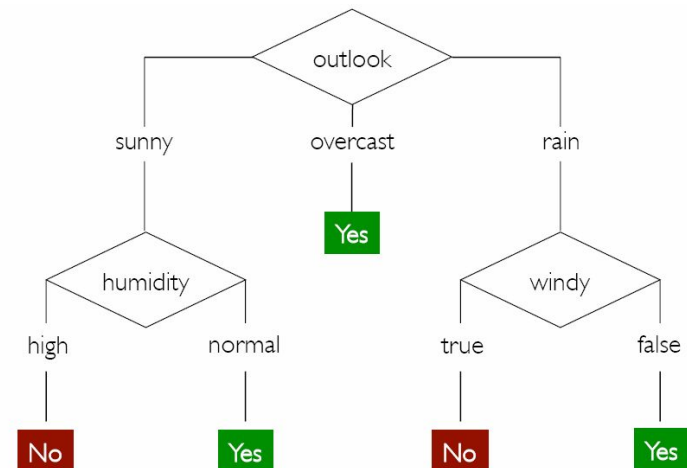 outlook
sunny overcast rain
Yes
humidity windy
high normal true false
No Yes No Yes